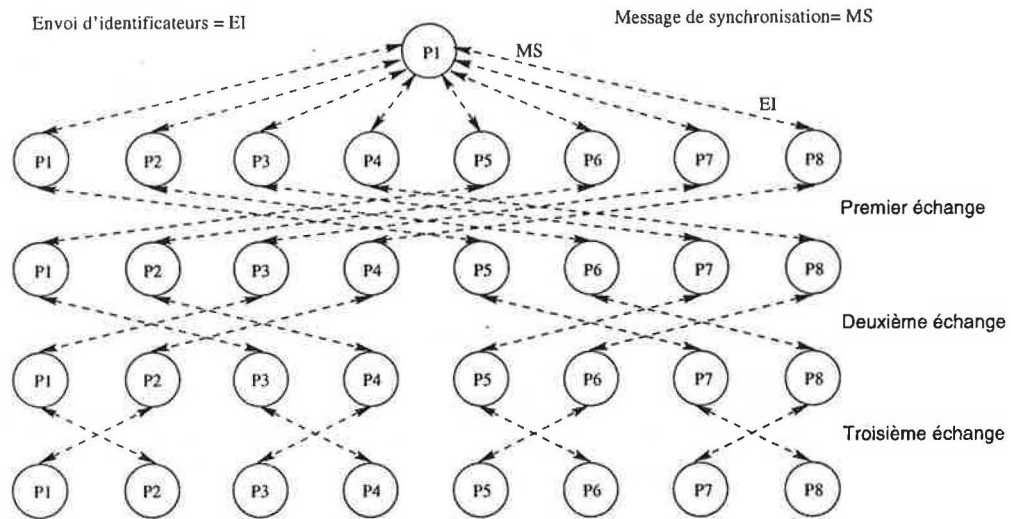 Envoi d'identificateurs = EI
Message de synchronisation= MS
P1
MS
EI
P1 P2 P3 P4 P5 P6 P7 P8
Premier échange
P1 P2 P3 P4 P5 P6 P7 P8
Deuxième échange
P1 P2 P3 P4 P5 P6 P7 P8
Troisième échange
P1 P2 P3 P4 P5 P6 P7 P8